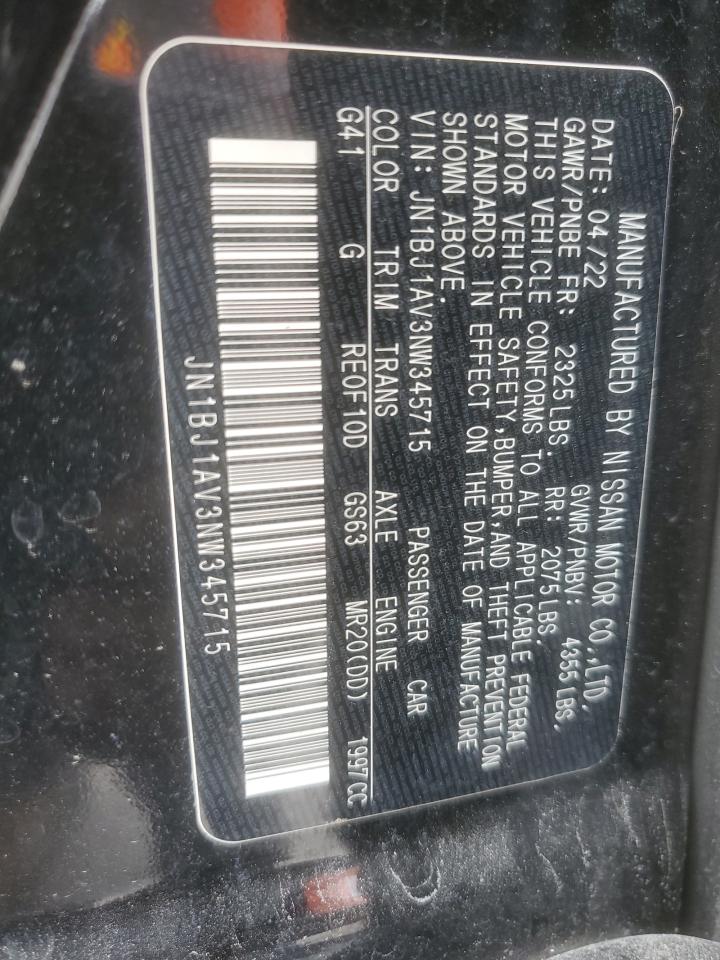 MANUFACTURED BY NISSAN MOTOR CO.,LTD.
DATE: 04 /22 GVWR/PNBV: 4355 LBS.
GAWR/PNBE FR: 2325 LBS. RR: 2075 LBS.
THIS VEHICLE CONFORMS TO ALL APPLICABLE FEDERAL
MOTOR VEHICLE SAFETY,BUMPER,AND THEFT PREVENTION
STANDARDS IN EFFECT ON THE DATE OF MANUFACTURE
SHOWN ABOVE.
VIN: JN1BJ1AV3NW345715 PASSENGER CAR
COLOR TRIM TRANS AXLE ENGINE
G41 G REOF10D GS63 MR20(DD) 1997CC
JN1BJ1AV3NW345715